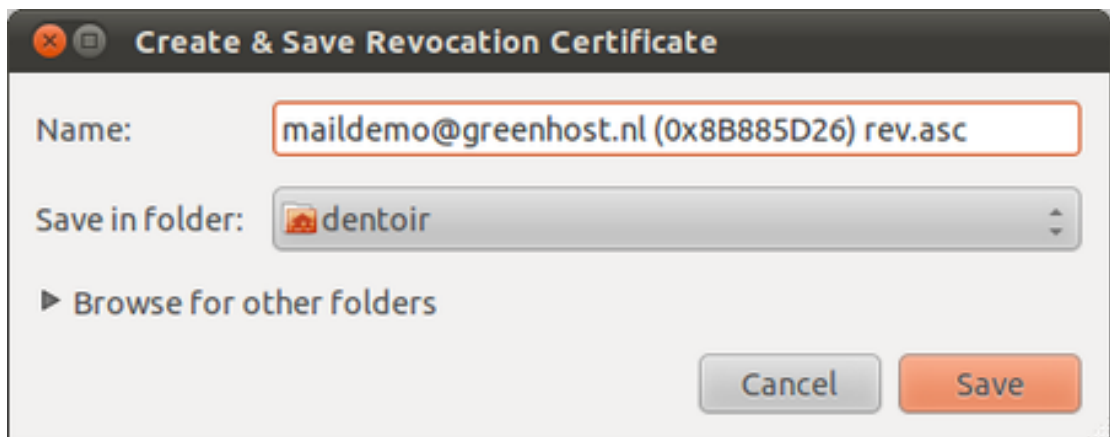 Create & Save Revocation Certificate
Name: maildemo@greenhost.nl (0x8B885D26) rev.asc
Save in folder: dentoir
Browse for other folders
Cancel Save